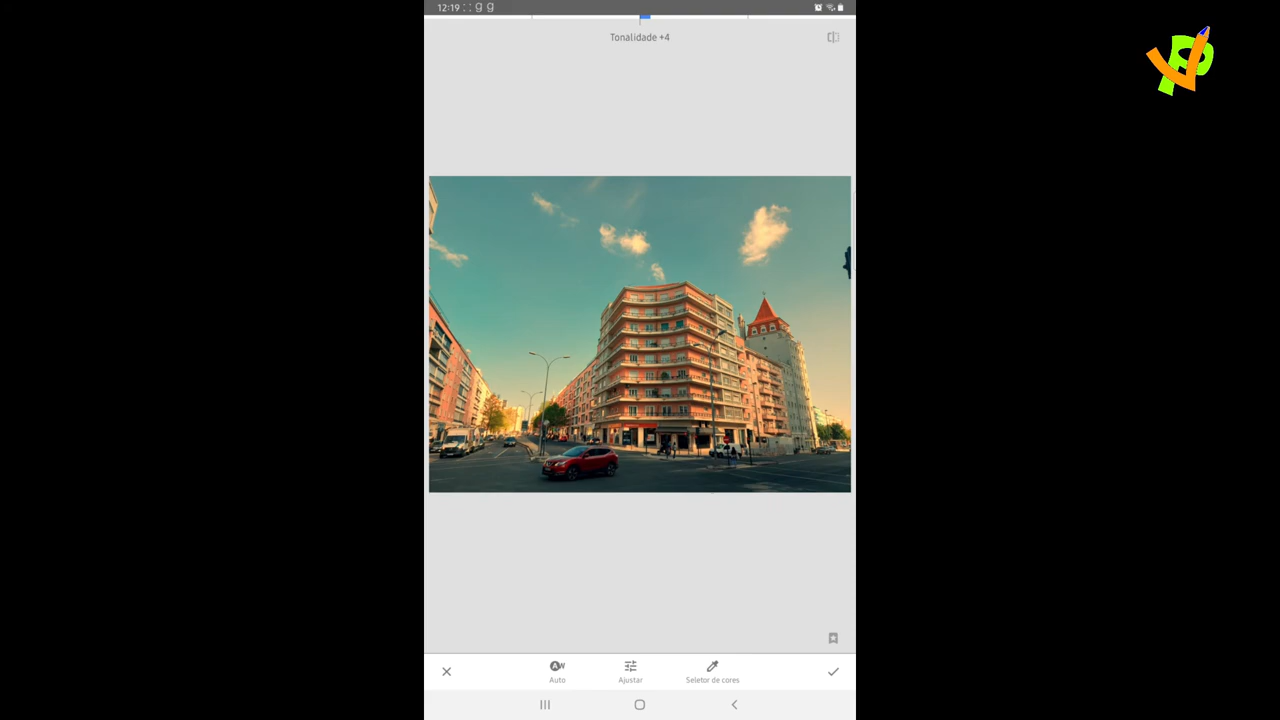 12:19
Tonalidade +4
Auto
Ajustar
Seletor de cores